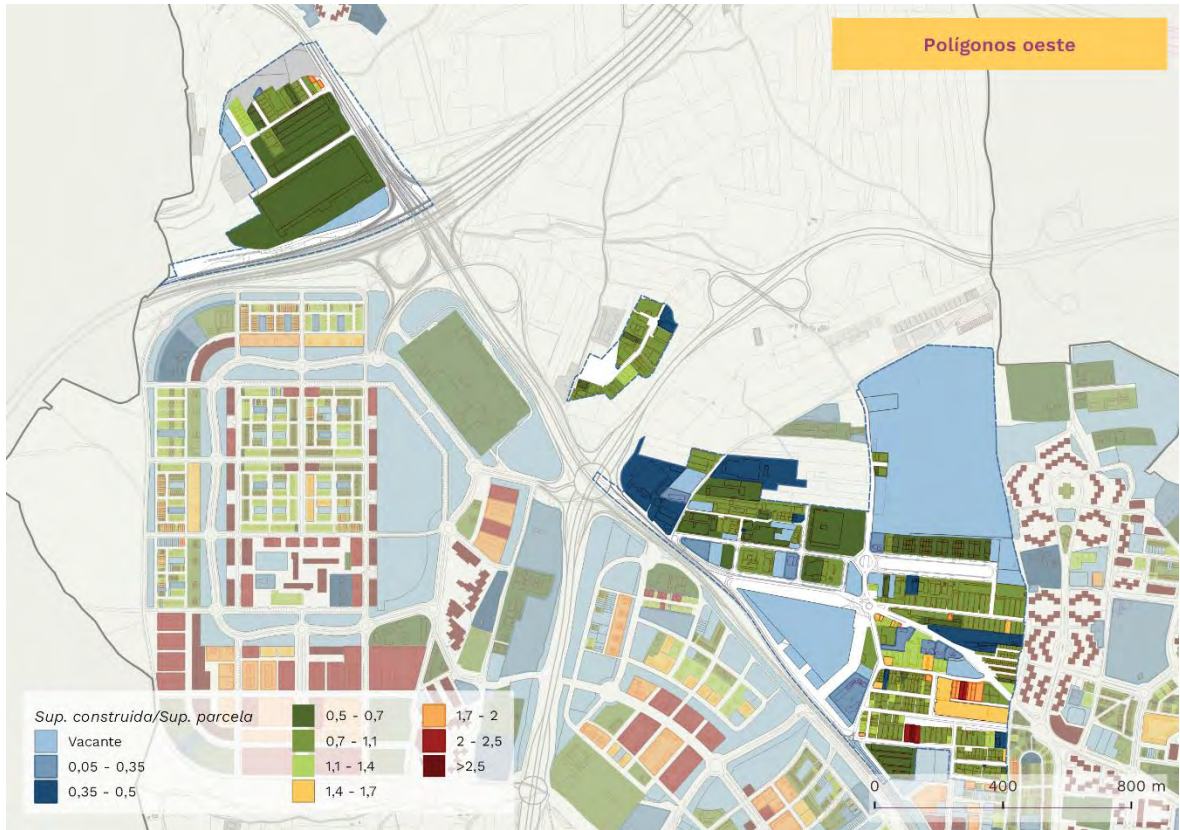 Polígonos oeste
Sup. construida/Sup. parcela
Vacante
0,05 - 0,35
0,35 - 0,5
0,5 - 0,7
0,7 - 1,1
1,1 - 1,4
1,4 - 1,7
1,7 - 2
2 - 2,5
>2,5
0 400 800 m